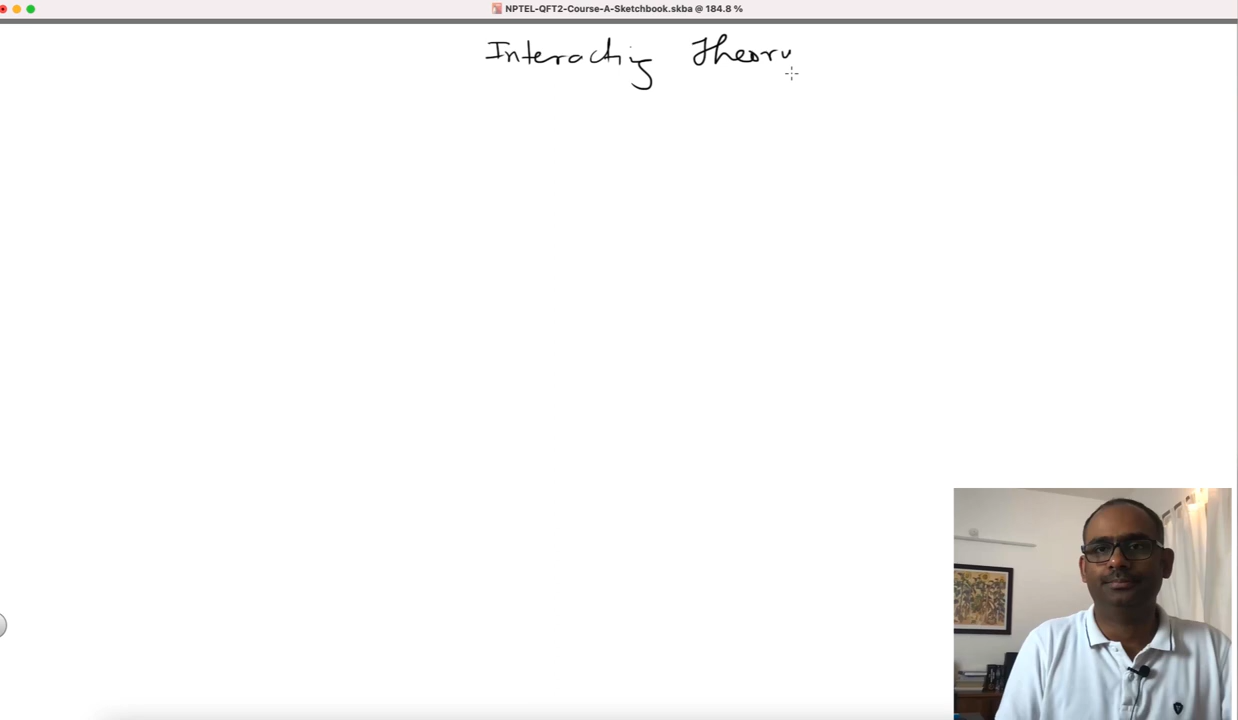 NPTEL-QFT2-Course-A-Sketchbook.skba @ 184.8 %
Interacting Theory